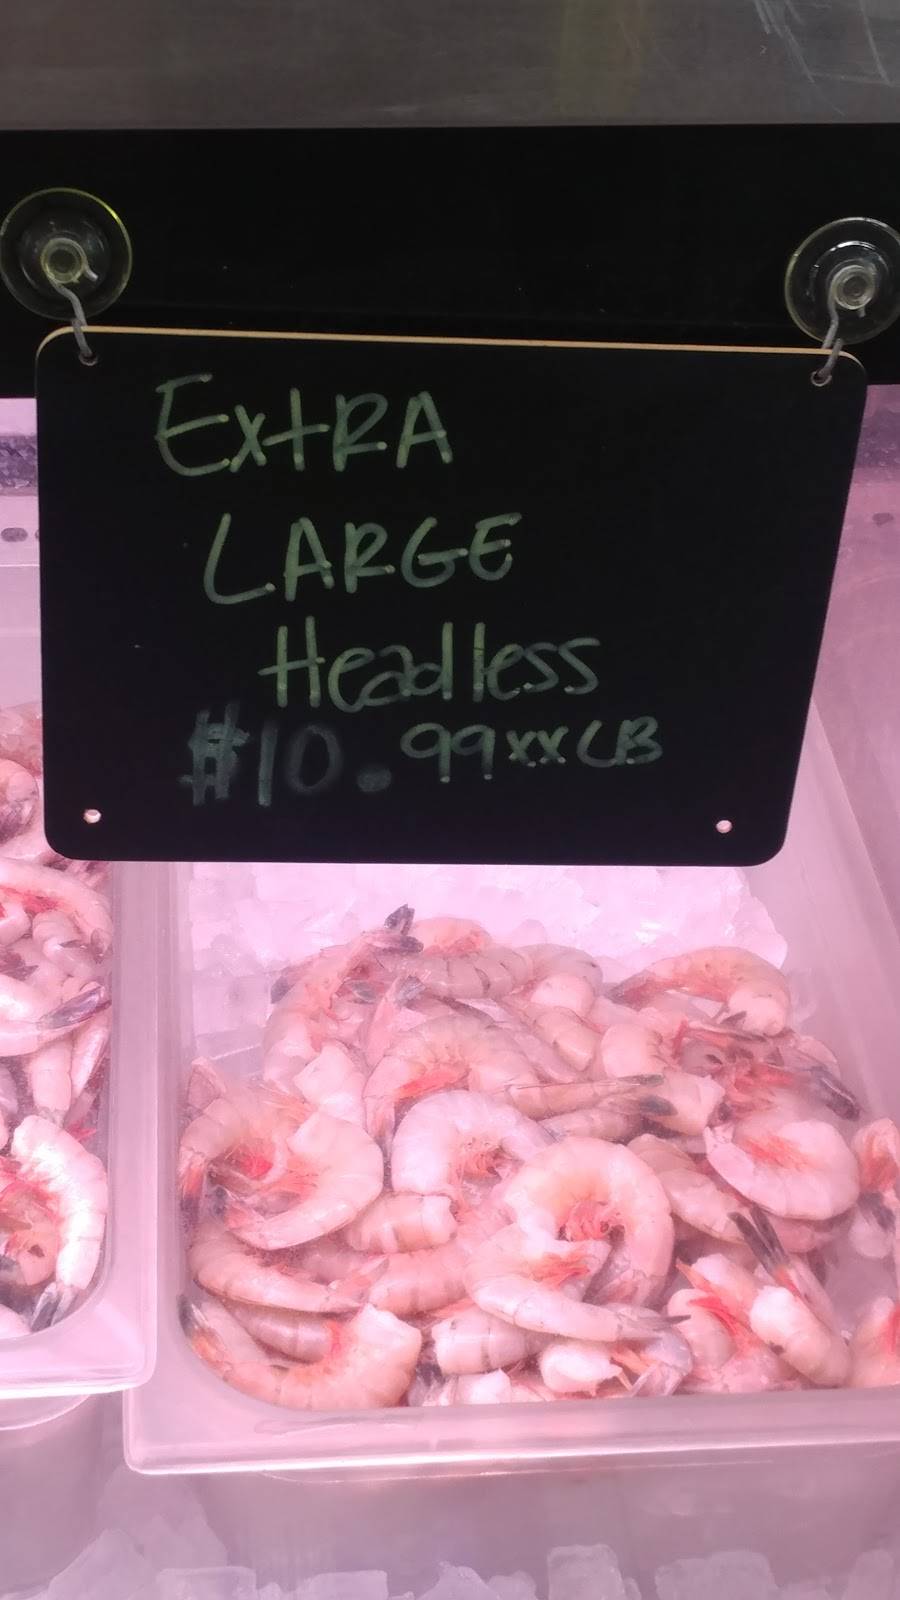 ExtRA
LARGE
Headless
$10.99xxLB